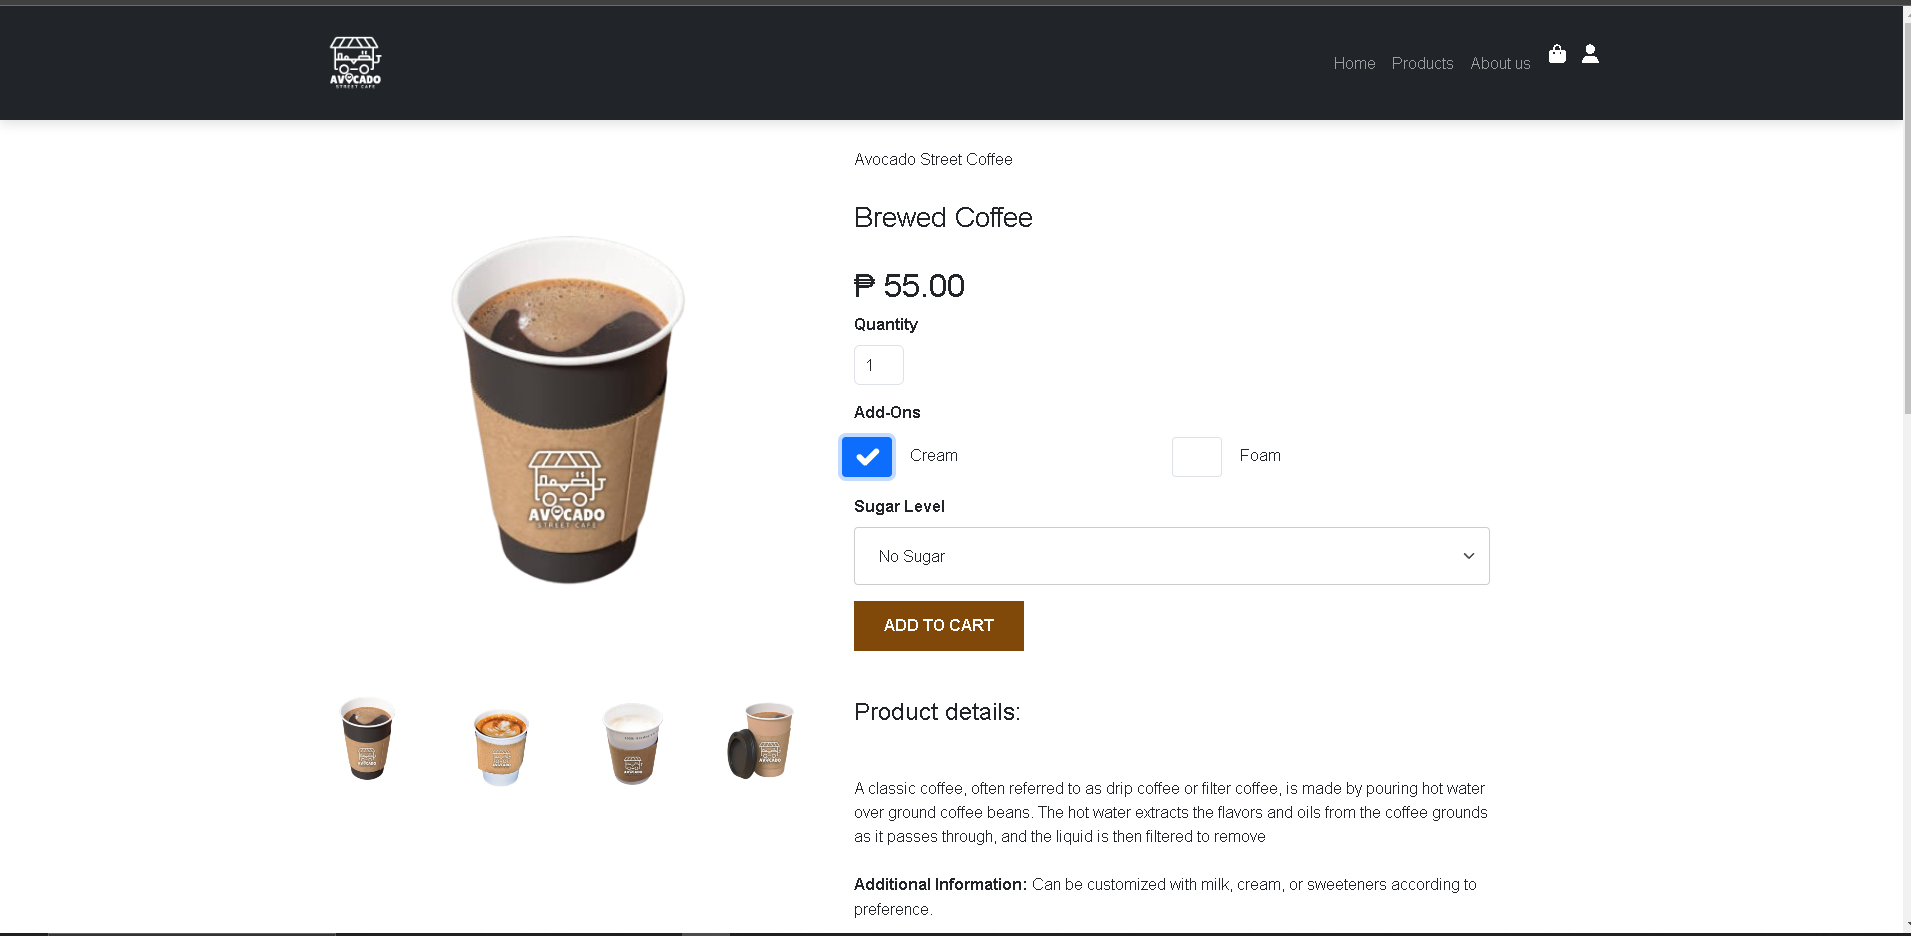 AVOCADO
STREET CAFE
Home Products About us
Avocado Street Coffee
Brewed Coffee
₱ 55.00
Quantity
1
Add-Ons
Cream Foam
Sugar Level
No Sugar
ADD TO CART
AVOCADO
STREET CAFE
AVOCADO
AVOCADO
Product details:
A classic coffee, often referred to as drip coffee or filter coffee, is made by pouring hot water
over ground coffee beans. The hot water extracts the flavors and oils from the coffee grounds
as it passes through, and the liquid is then filtered to remove
Additional Information: Can be customized with milk, cream, or sweeteners according to
preference.